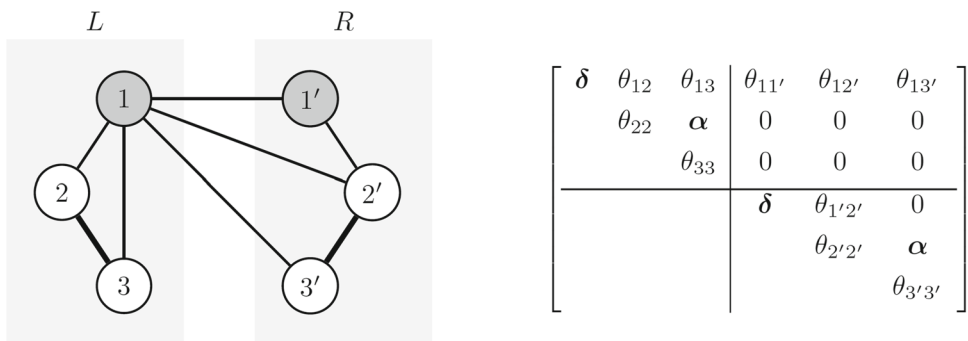 L R
1 1′
2 2′
3 3′
δ θ₁₂ θ₁₃ θ₁₁′ θ₁₂′ θ₁₃′
θ₂₂ α 0 0 0
θ₃₃ 0 0 0
δ θ₁′₂′ 0
θ₂′₂′ α
θ₃′₃′